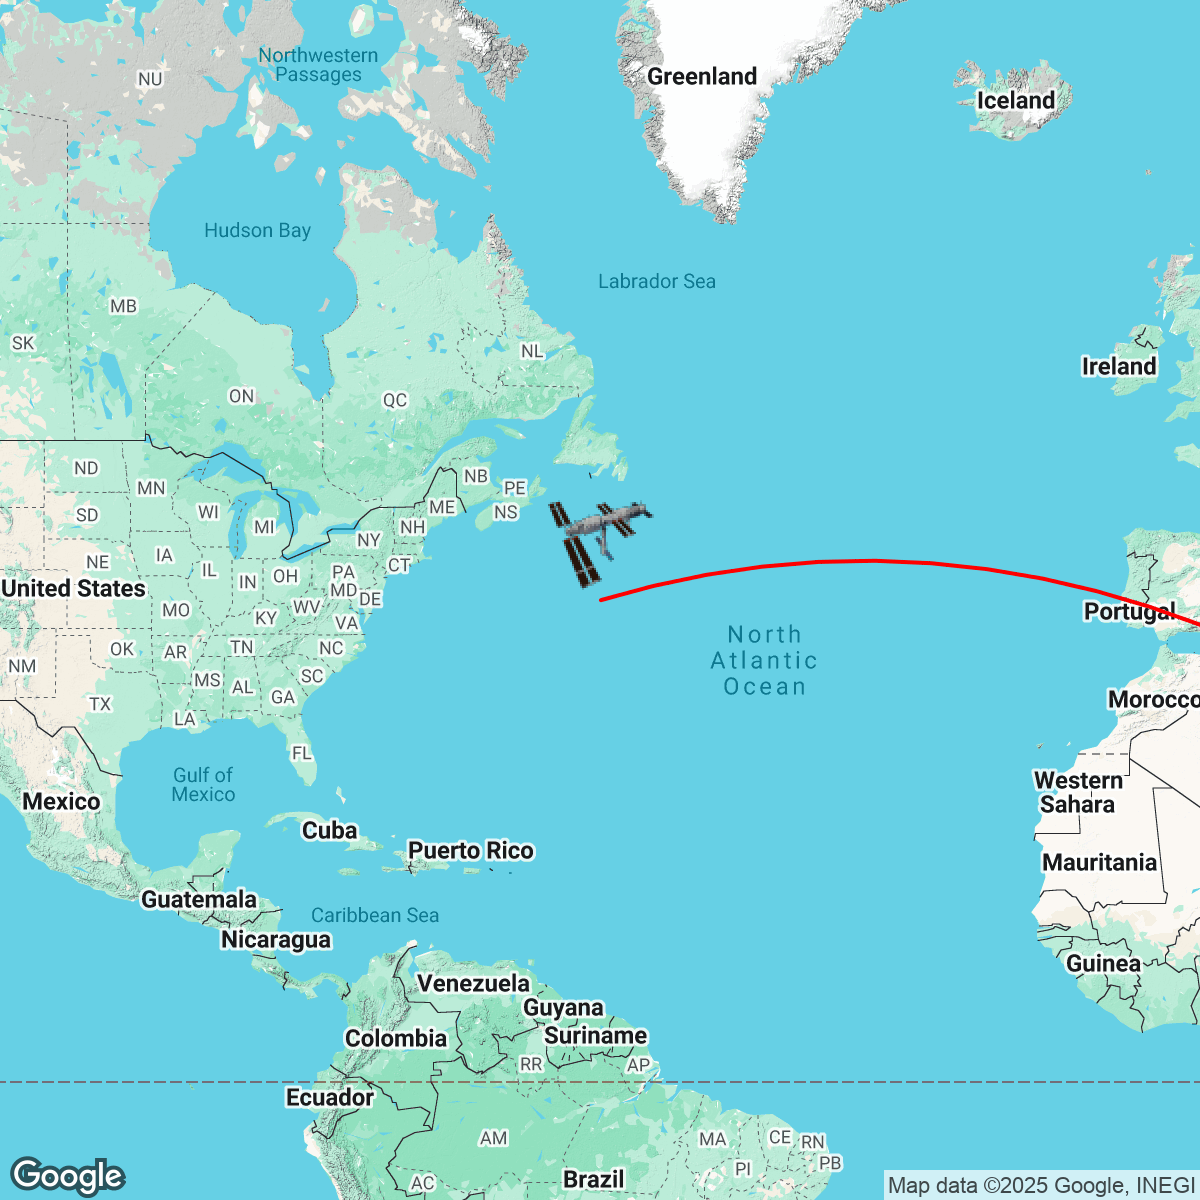 Northwestern
Passages
NU
Greenland
Iceland
Hudson Bay
Labrador Sea
MB
SK
NL
Ireland
ON
QC
ND
NB
MN
PE
SD
WI
MI
ME
NS
NH
NY
IA
NE
IL
IN
OH
PA
CT
United States
MD
DE
MO
WV
KY
VA
Portugal
North
Atlantic
Ocean
OK
AR
TN
NC
NM
MS
AL
SC
GA
TX
LA
Morocco
FL
Gulf of
Mexico
Western
Sahara
Mexico
Cuba
Puerto Rico
Mauritania
Guatemala
Caribbean Sea
Nicaragua
Guinea
Venezuela
Guyana
Colombia
Suriname
RR
AP
Ecuador
AM
MA
CE
RN
PI
PB
AC
Brazil
Google
Map data ©2025 Google, INEGI